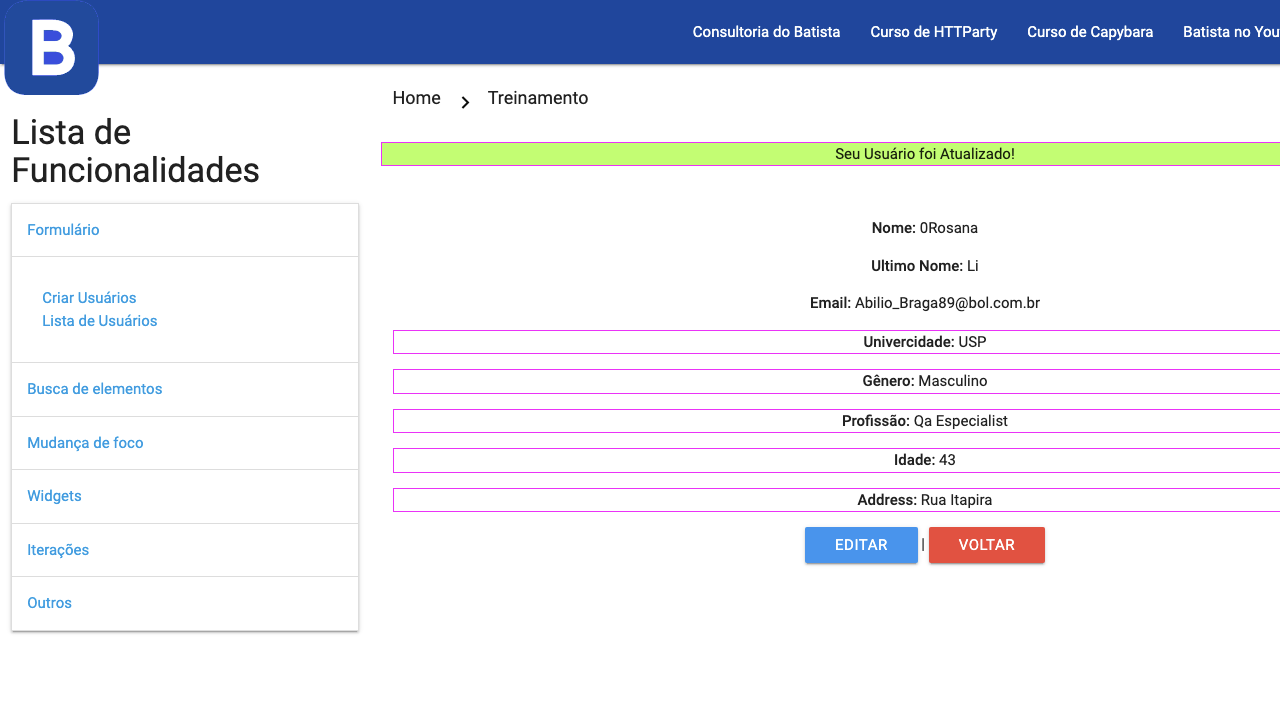 B
Consultoria do Batista
Curso de HTTParty
Curso de Capybara
Batista no You
Home
Treinamento
Lista de
Funcionalidades
Formulário
Criar Usuários
Lista de Usuários
Busca de elementos
Mudança de foco
Widgets
Iterações
Outros
Seu Usuário foi Atualizado!
Nome: 0Rosana
Ultimo Nome: Li
Email: Abilio_Braga89@bol.com.br
Univercidade: USP
Gênero: Masculino
Profissão: Qa Especialist
Idade: 43
Address: Rua Itapira
EDITAR | VOLTAR